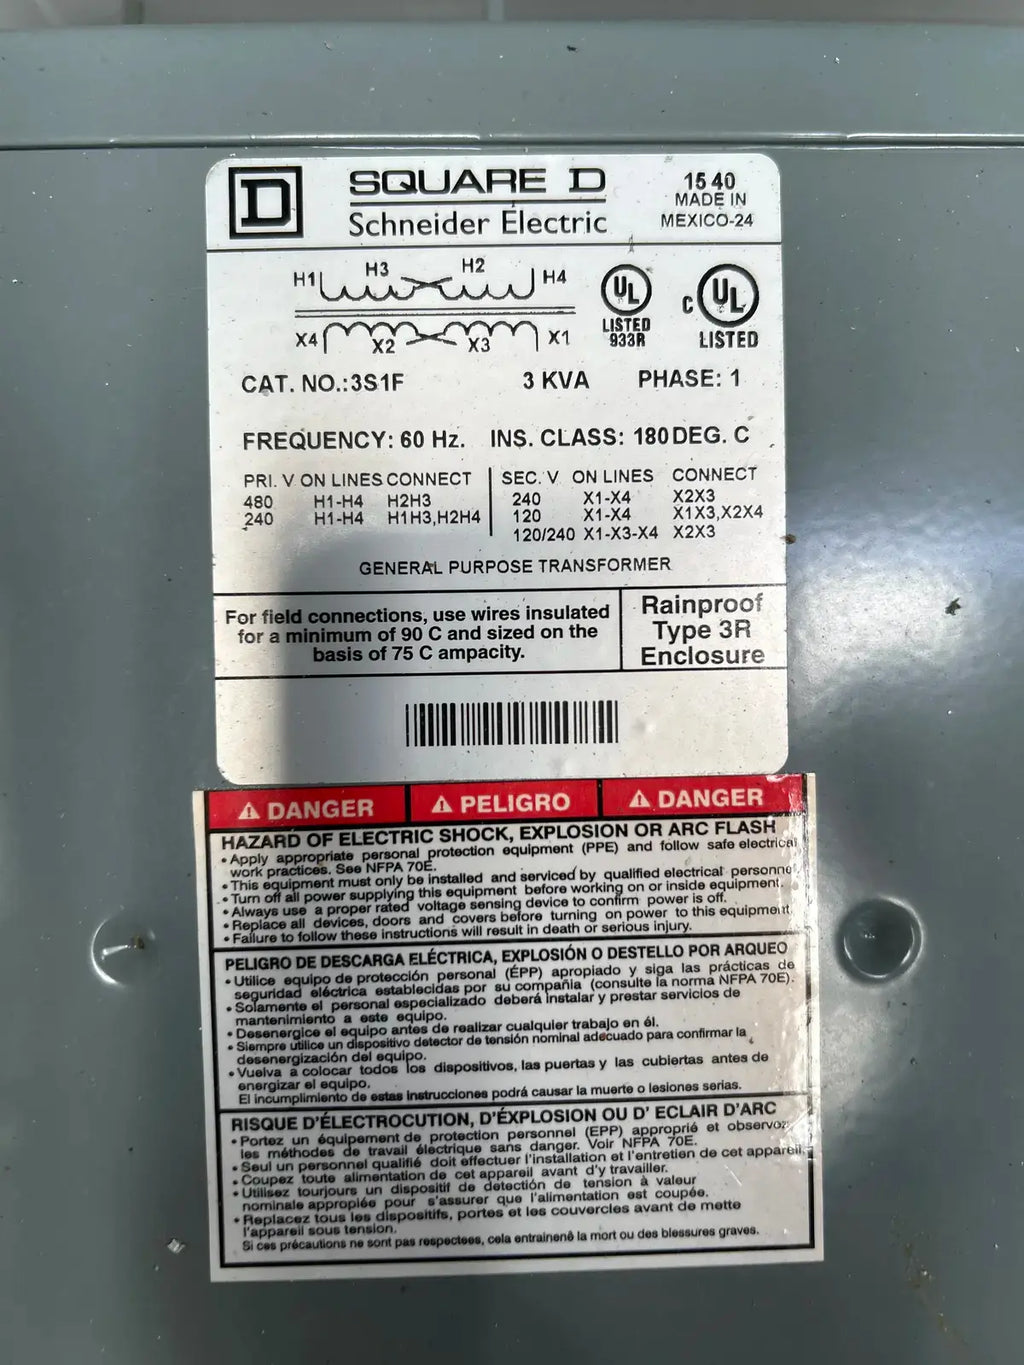 D SQUARE D
Schneider Electric
15 40
MADE IN
MEXICO-24
H1 H3 H2 H4
X4 X2 X3 X1
UL
LISTED
933R
C UL
LISTED
CAT. NO.:3S1F 3 KVA PHASE: 1
FREQUENCY: 60 Hz. INS. CLASS: 180 DEG. C
PRI. V ON LINES CONNECT
480 H1-H4 H2H3
240 H1-H4 H1H3,H2H4
SEC. V ON LINES CONNECT
240 X1-X4 X2X3
120 X1-X4 X1X3,X2X4
120/240 X1-X3-X4 X2X3
GENERAL PURPOSE TRANSFORMER
For field connections, use wires insulated
for a minimum of 90 C and sized on the
basis of 75 C ampacity.
Rainproof
Type 3R
Enclosure
⚠ DANGER ⚠ PELIGRO ⚠ DANGER
HAZARD OF ELECTRIC SHOCK, EXPLOSION OR ARC FLASH
• Apply appropriate personal protection equipment (PPE) and follow safe electrical
work practices. See NFPA 70E.
• This equipment must only be installed and serviced by qualified electrical personnel
• Turn off all power supplying this equipment before working on or inside equipment.
• Always use a proper rated voltage sensing device to confirm power is off.
• Replace all devices, doors and covers before turning on power to this equipment.
• Failure to follow these instructions will result in death or serious injury.
PELIGRO DE DESCARGA ELÉCTRICA, EXPLOSIÓN O DESTELLO POR ARQUEO
• Utilice equipo de protección personal (ÉPP) apropiado y siga las prácticas de
seguridad eléctrica establecidas por su compañia (consulte la norma NFPA 70E).
• Solamente el personal especializado deberá instalar y prestar servicios de
mantenimiento a este equipo.
• Desenergice el equipo antes de realizar cualquier trabajo en él.
• Siempre utilice un dispositivo detector de tensión nominal adecuado para confirmar la
desenergización del equipo.
• Vuelva a colocar todos los dispositivos, las puertas y las cubiertas antes de
energizar el equipo.
El incumplimiento de estas instrucciones podrá causar la muerte o lesiones serias.
RISQUE D'ÉLECTROCUTION, D'ÉXPLOSION OU D' ECLAIR D'ARC
• Portez un équipement de protection personnel (EPP) approprié et observoz
les méthodes de travail électrique sans danger. Voir NFPA 70E.
• Seul un personnel qualifié doit effectuer l'installation et l'entretien de cet appareil.
• Coupez toute alimentation de cet appareil avant d'y travailler.
• Utilisez tourjours un dispositif de détection de tension à valeur
nominale appropiée pour s'assurer que l'alimentation est coupée.
• Replacez tous les dispositifs, portes et les couvercles avant de mette
l'appareil sous tension.
Si ces précautions ne sont pas respectees, cela entrainenê la mort ou des blessures graves.